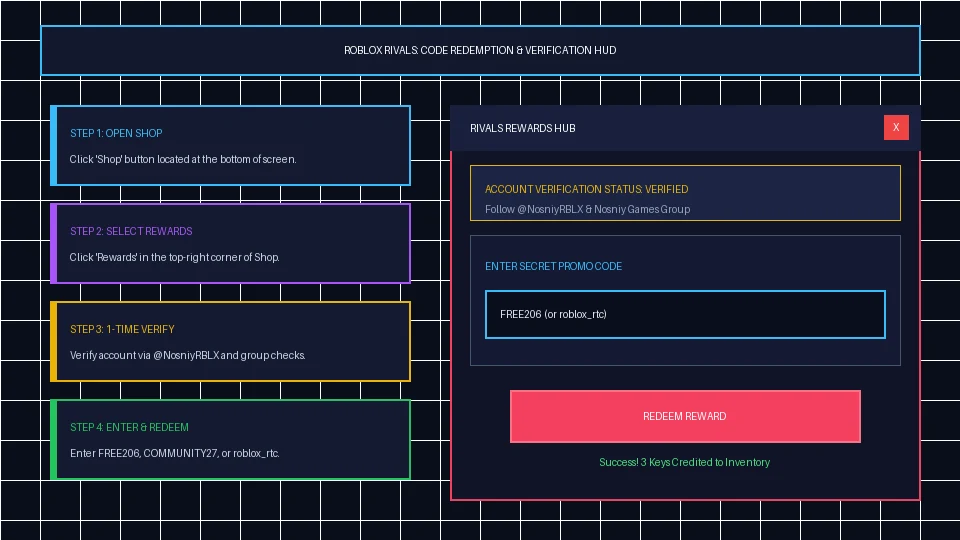 ROBLOX RIVALS: CODE REDEMPTION & VERIFICATION HUD
STEP 1: OPEN SHOP
Click 'Shop' button located at the bottom of screen.
STEP 2: SELECT REWARDS
Click 'Rewards' in the top-right corner of Shop.
STEP 3: 1-TIME VERIFY
Verify account via @NosniyRBLX and group checks.
STEP 4: ENTER & REDEEM
Enter FREE206, COMMUNITY27, or roblox_rtc.
RIVALS REWARDS HUB
X
ACCOUNT VERIFICATION STATUS: VERIFIED
Follow @NosniyRBLX & Nosniy Games Group
ENTER SECRET PROMO CODE
FREE206 (or roblox_rtc)
REDEEM REWARD
Success! 3 Keys Credited to Inventory